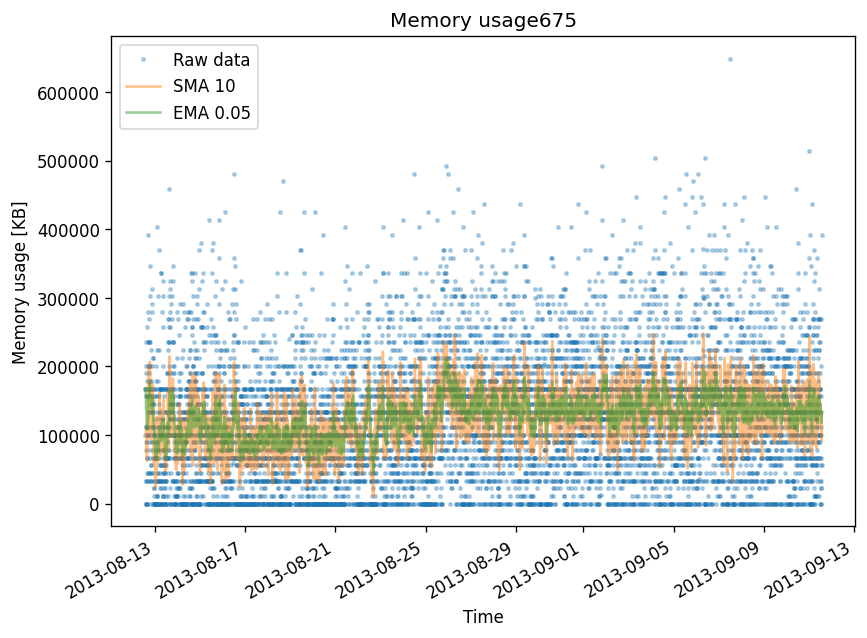 Memory usage675
Raw data
SMA 10
EMA 0.05
Memory usage [KB]
600000
500000
400000
300000
200000
100000
0
2013-08-13
2013-08-17
2013-08-21
2013-08-25
2013-08-29
2013-09-01
2013-09-05
2013-09-09
2013-09-13
Time